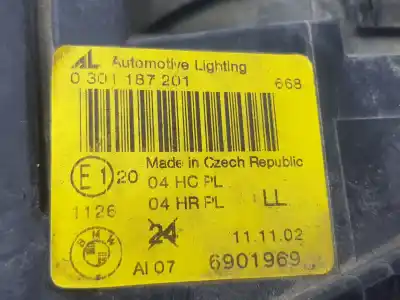 AL Automotive Lighting
0 301 187 201 668
Made in Czech Republic
E1 20 04 HC PL
1126 04 HR PL LL
24 11.11.02
BMW AI 07 6901969